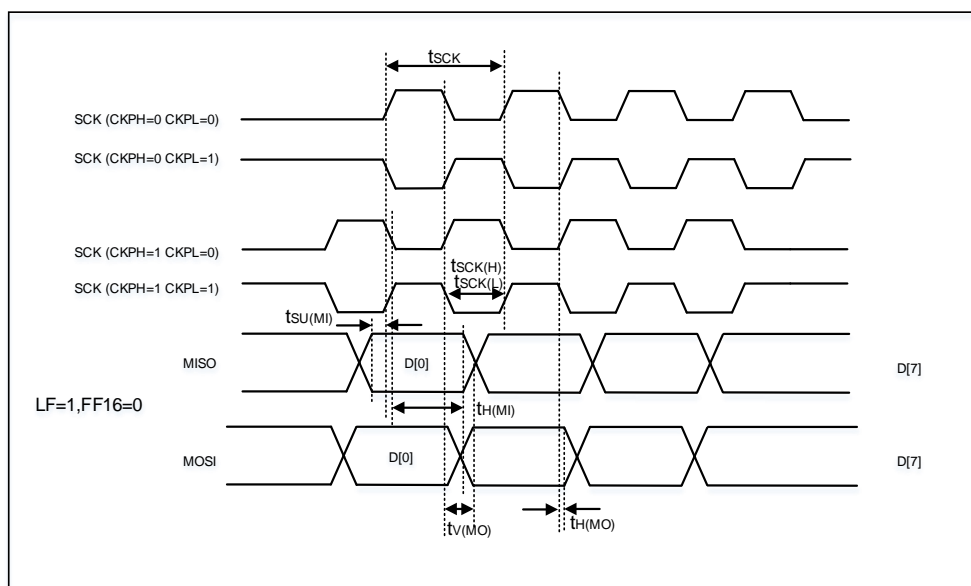 tSCK
SCK (CKPH=0 CKPL=0)
SCK (CKPH=0 CKPL=1)
SCK (CKPH=1 CKPL=0)
tSCK(H)
tSCK(L)
SCK (CKPH=1 CKPL=1)
tSU(MI)
MISO
D[0]
D[7]
LF=1,FF16=0
tH(MI)
MOSI
D[0]
D[7]
tV(MO)
tH(MO)